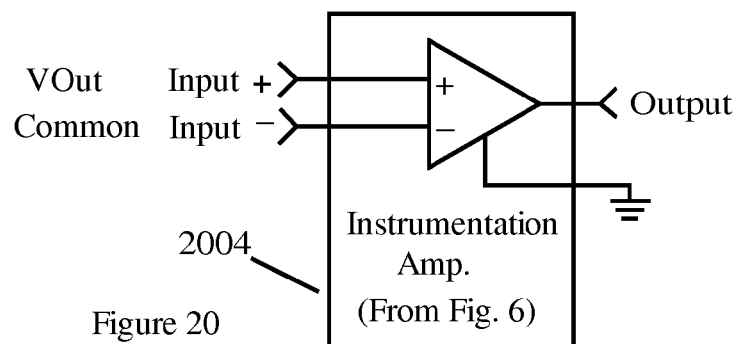 VOut Input +
Common Input −
+
−
Output
Instrumentation
Amp.
(From Fig. 6)
2004
Figure 20